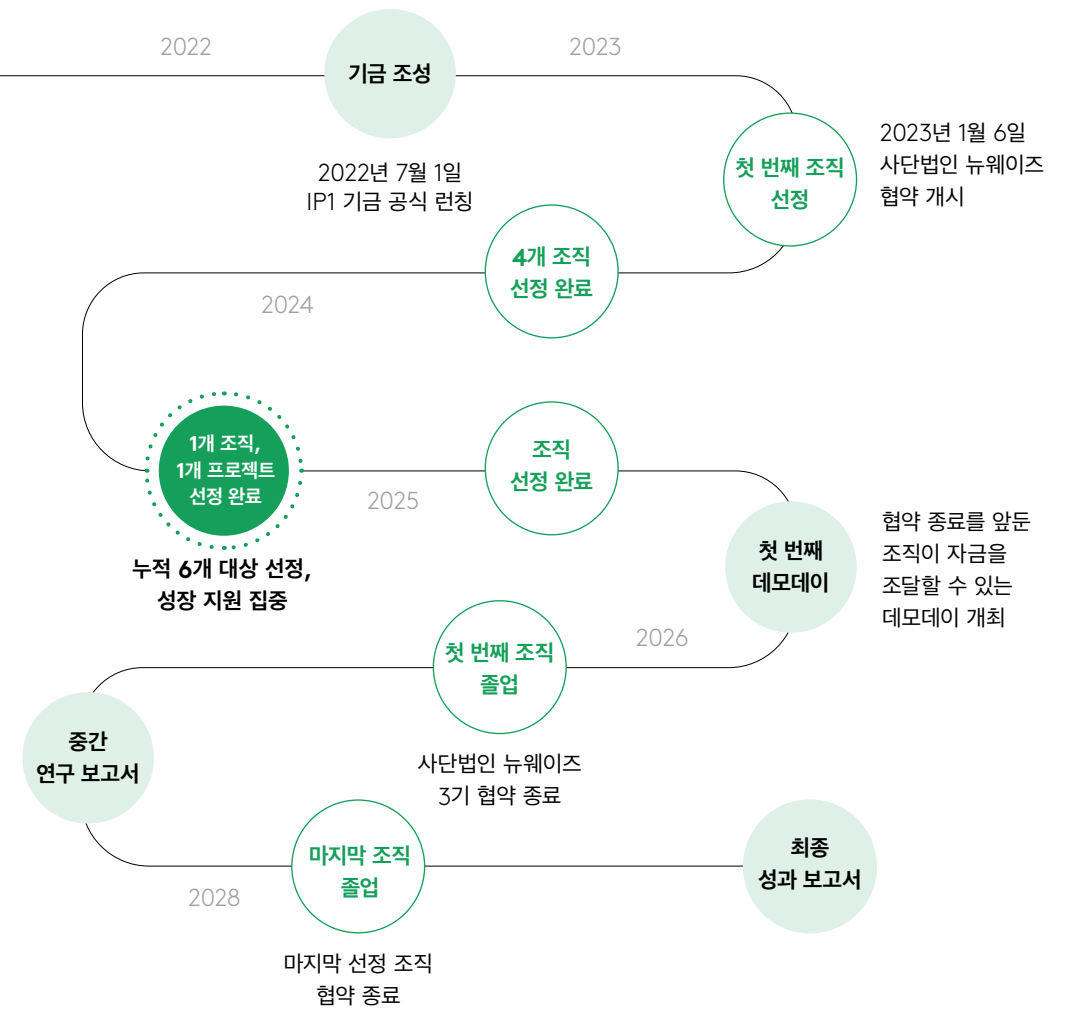 2022
기금 조성
2022년 7월 1일
IP1 기금 공식 런칭
2023
첫 번째 조직
선정
2023년 1월 6일
사단법인 뉴웨이즈
협약 개시
4개 조직
선정 완료
2024
1개 조직,
1개 프로젝트
선정 완료
누적 6개 대상 선정,
성장 지원 집중
2025
조직
선정 완료
첫 번째
데모데이
협약 종료를 앞둔
조직이 자금을
조달할 수 있는
데모데이 개최
2026
첫 번째 조직
졸업
사단법인 뉴웨이즈
3기 협약 종료
중간
연구 보고서
2028
마지막 조직
졸업
마지막 선정 조직
협약 종료
최종
성과 보고서